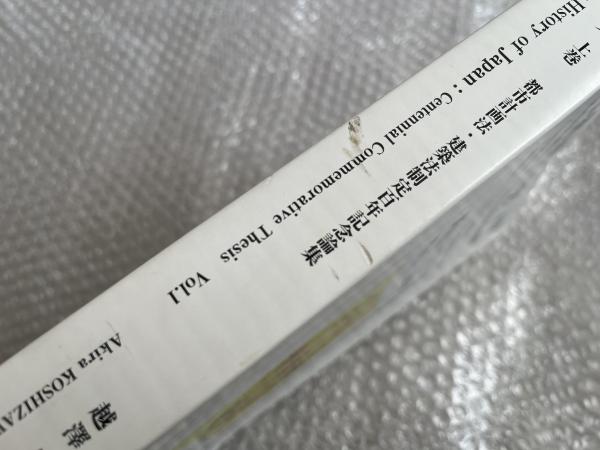 上巻
History of Japan : Centennial Commemorative Thesis Vol.1
都市計画法・建築法制定百年記念論集
越澤
Akira KOSHIZAW